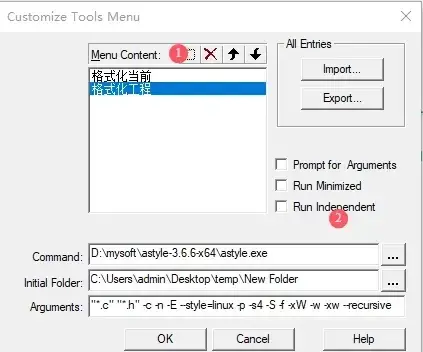 Customize Tools Menu
Menu Content:
1
All Entries
格式化当前
格式化工程
Import...
Export...
Prompt for Arguments
Run Minimized
Run Independent
2
Command:
D:\mysoft\astyle-3.6.6-x64\astyle.exe
...
Initial Folder:
C:\Users\admin\Desktop\temp\New Folder
...
Arguments:
"*.c" "*.h" -c -n -E --style=linux -p -s4 -S -f -xW -w -xw --recursive
OK
Cancel
Help